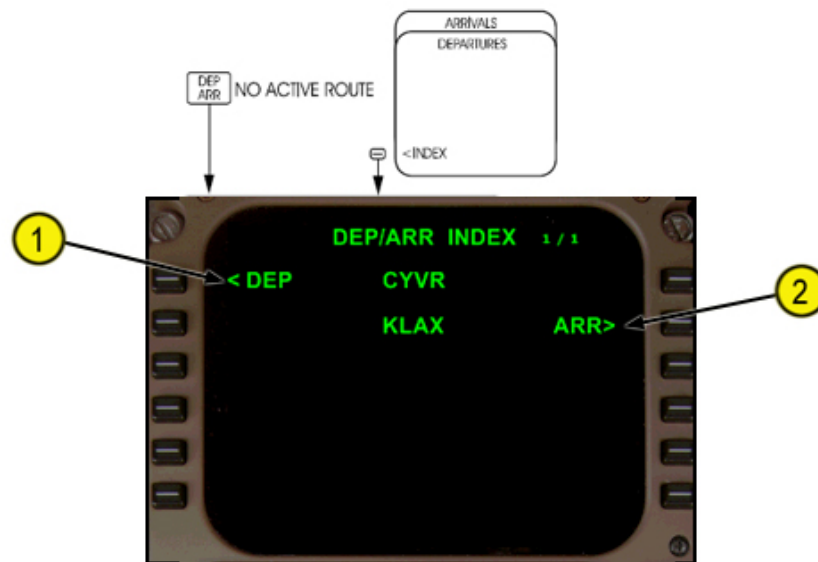 ARRIVALS
DEPARTURES
DEP
ARR
NO ACTIVE ROUTE
<INDEX
DEP/ARR INDEX 1/1
1
<DEP CYVR
2
KLAX ARR>